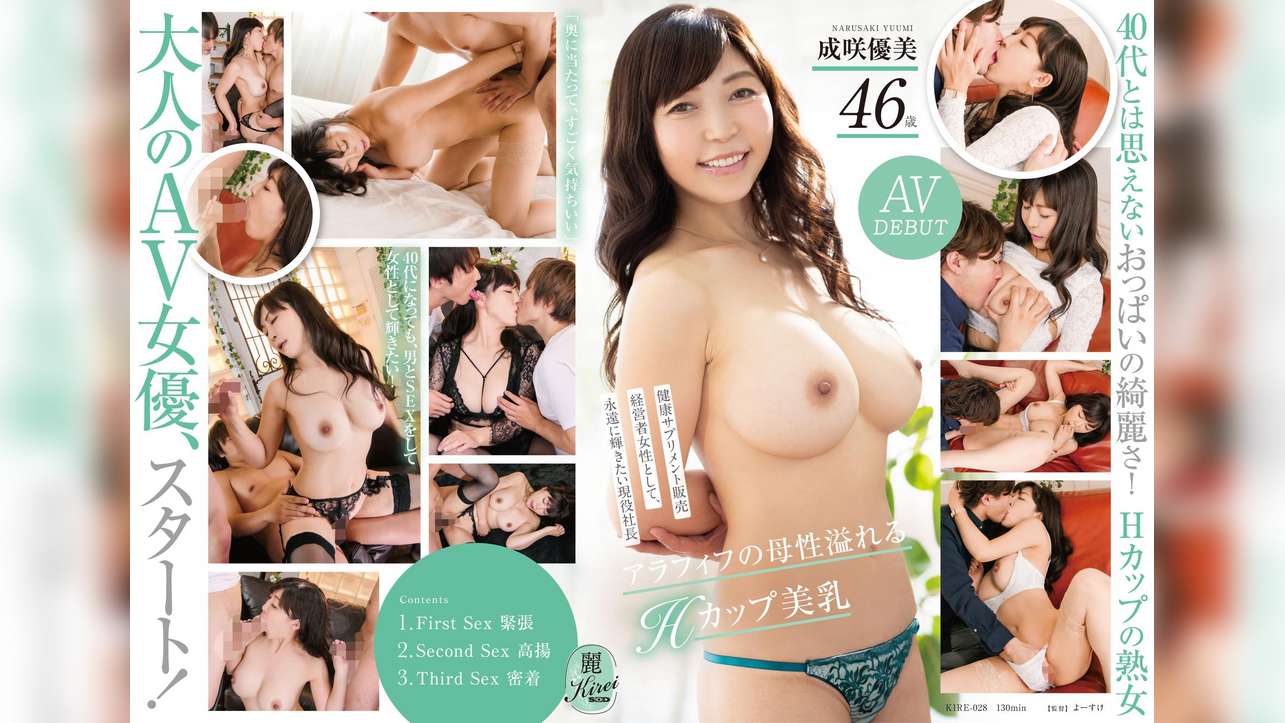 大人のAV女優、スタート!
「奥に当たって、すごく気持ちいい」
40代になっても、男とSEXをして
女性として輝きたい!
Contents
1.First Sex 緊張
2.Second Sex 高揚
3.Third Sex 密着
麗
Kirei
SOD
NARUSAKI YUUMI
成咲優美
46歳
AV
DEBUT
健康サプリメント販売
経営者女性として、
永遠に輝きたい現役社長
アラフィフの母性溢れる
Hカップ美乳
40代とは思えないおっぱいの綺麗さ! Hカップの熟女
KIRE-028 130min 【監督】よーすけ